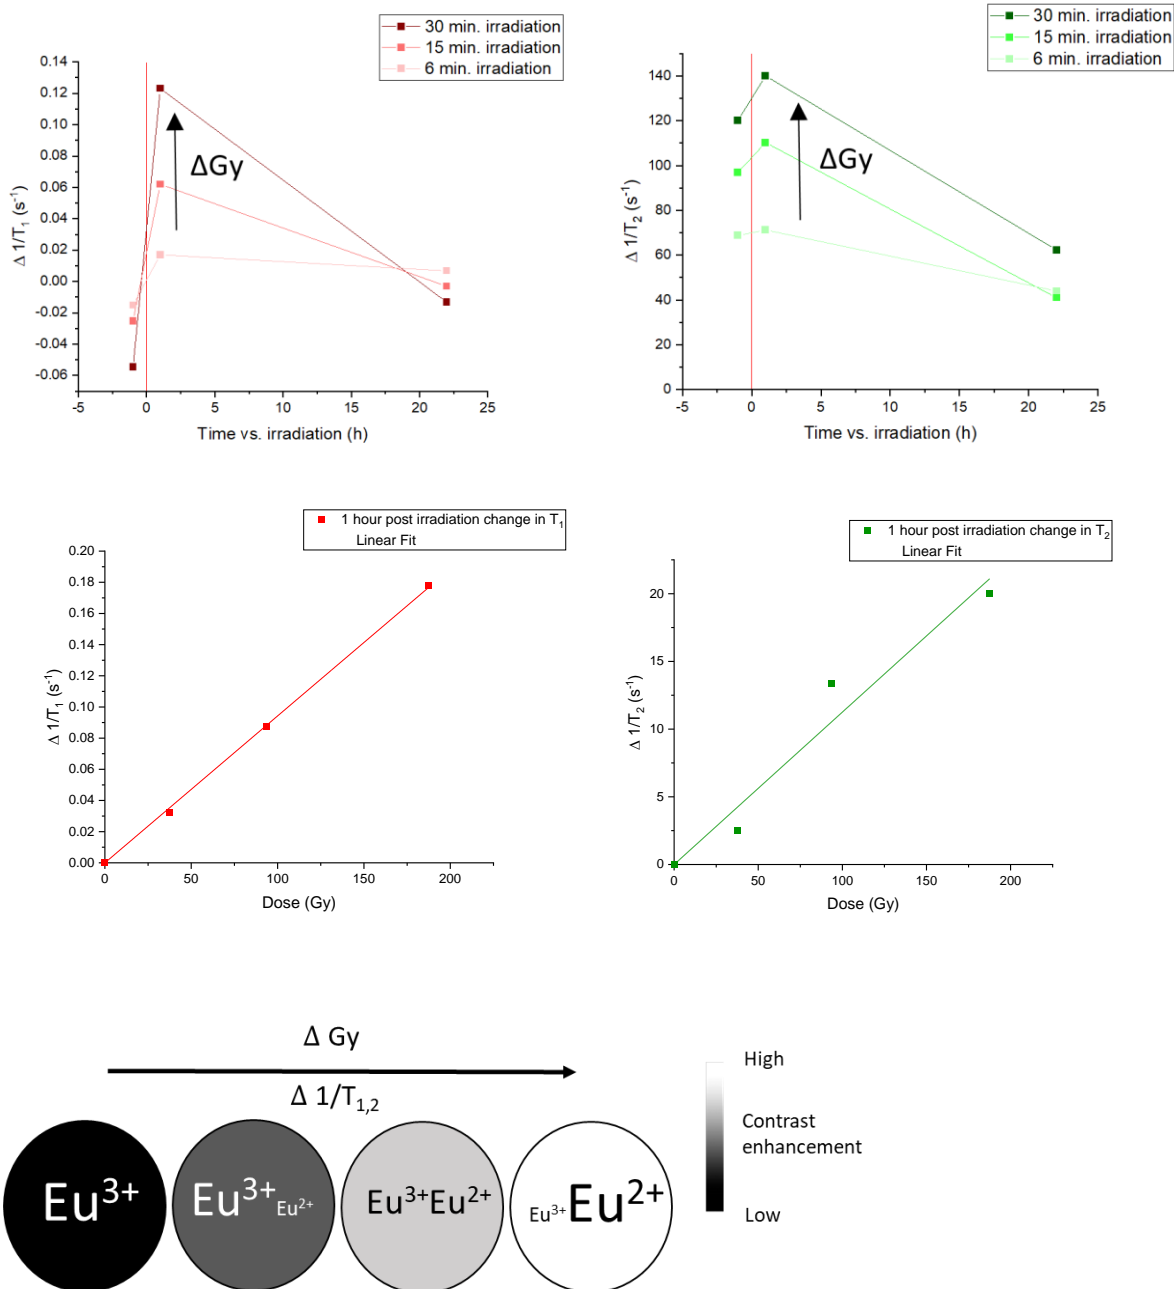 30 min. irradiation
15 min. irradiation
6 min. irradiation
0.14
0.12
0.10
0.08
0.06
0.04
0.02
0.00
-0.02
-0.04
-0.06
Δ 1/T₁ (s⁻¹)
ΔGy
-5 0 5 10 15 20 25
Time vs. irradiation (h)
30 min. irradiation
15 min. irradiation
6 min. irradiation
140
120
100
80
60
40
20
0
Δ 1/T₂ (s⁻¹)
ΔGy
-5 0 5 10 15 20 25
Time vs. irradiation (h)
1 hour post irradiation change in T₁
Linear Fit
0.20
0.18
0.16
0.14
0.12
0.10
0.08
0.06
0.04
0.02
0.00
Δ 1/T₁ (s⁻¹)
0 50 100 150 200
Dose (Gy)
1 hour post irradiation change in T₂
Linear Fit
20
15
10
5
0
Δ 1/T₂ (s⁻¹)
0 50 100 150 200
Dose (Gy)
Δ Gy
Δ 1/T₁,₂
Eu³⁺
Eu³⁺ Eu²⁺
Eu³⁺Eu²⁺
Eu³⁺Eu²⁺
High
Contrast
enhancement
Low